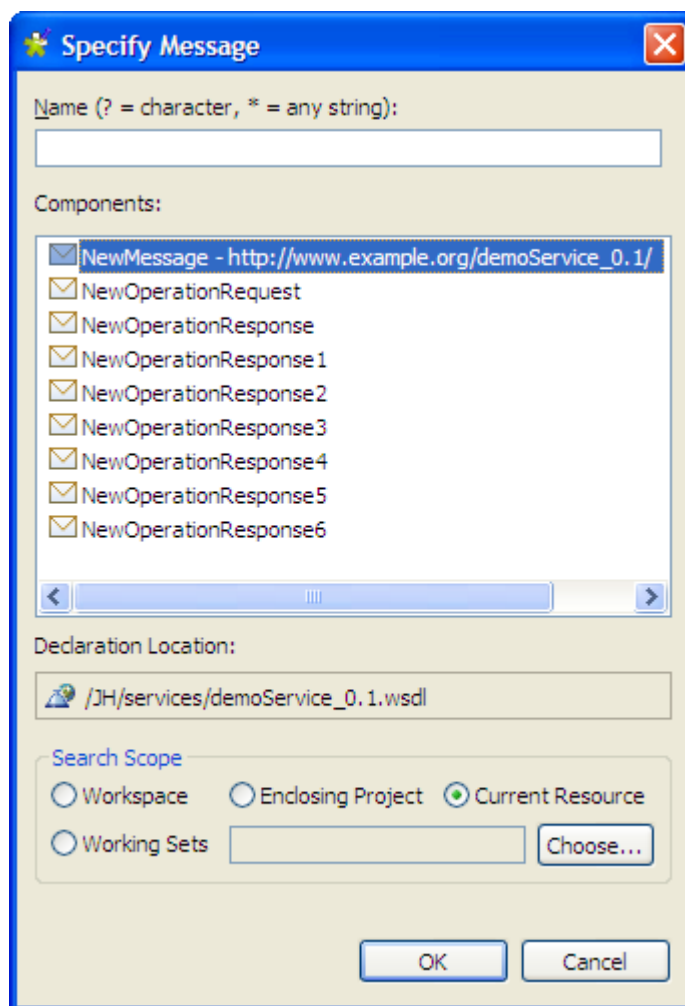 Specify Message
Name (? = character, * = any string):
Components:
NewMessage - http://www.example.org/demoService_0.1/
NewOperationRequest
NewOperationResponse
NewOperationResponse1
NewOperationResponse2
NewOperationResponse3
NewOperationResponse4
NewOperationResponse5
NewOperationResponse6
Declaration Location:
/JH/services/demoService_0.1.wsdl
Search Scope
Workspace Enclosing Project Current Resource
Working Sets Choose...
OK Cancel